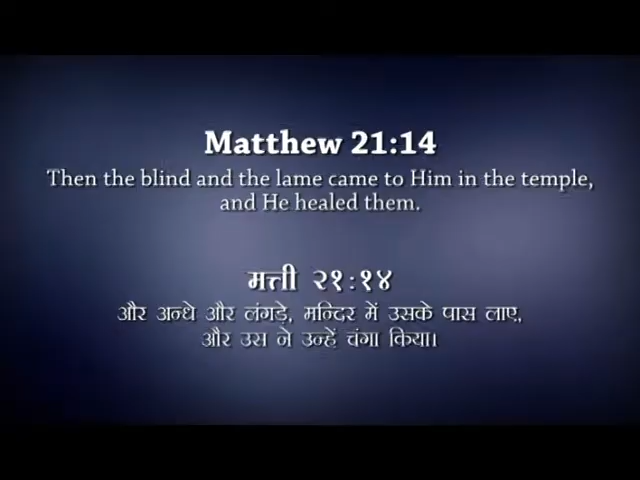 Matthew 21:14
Then the blind and the lame came to Him in the temple,
and He healed them.
मत्ती २१:१४
और अन्धे और लंगड़े, मन्दिर में उसके पास लाए,
और उस ने उन्हें चंगा किया।